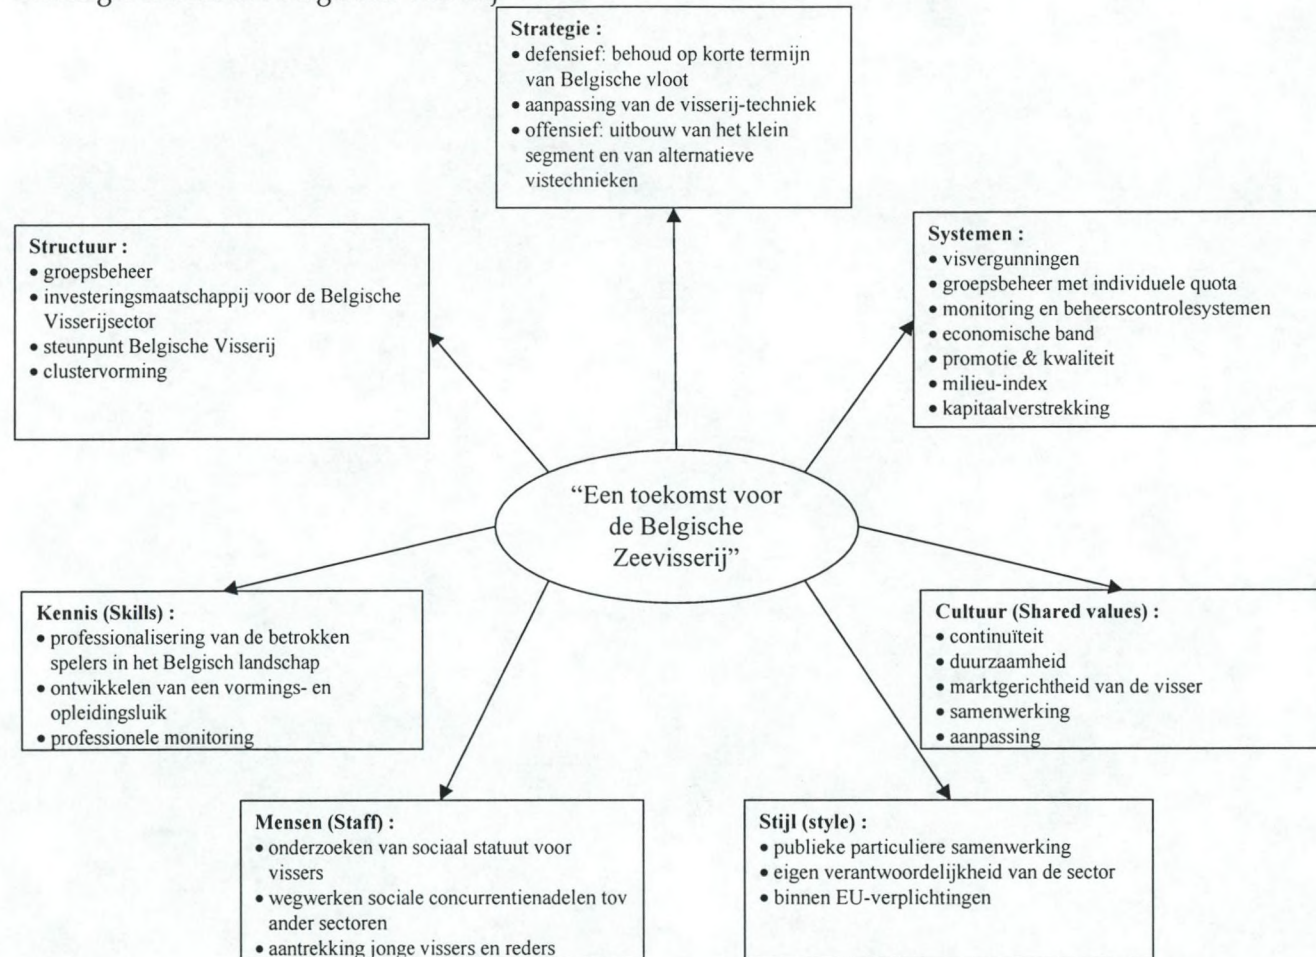 Strategie :
• defensief: behoud op korte termijn
van Belgische vloot
• aanpassing van de visserij-techniek
• offensief: uitbouw van het klein
segment en van alternatieve
vistechnieken
Structuur :
• groepsbeheer
• investeringsmaatschappij voor de Belgische
Visserijsector
• steunpunt Belgische Visserij
• clustervorming
Systemen :
• visvergunningen
• groepsbeheer met individuele quota
• monitoring en beheerscontrolesystemen
• economische band
• promotie & kwaliteit
• milieu-index
• kapitaalverstrekking
“Een toekomst voor
de Belgische
Zeevisserij”
Kennis (Skills) :
• professionalisering van de betrokken
spelers in het Belgisch landschap
• ontwikkelen van een vormings- en
opleidingsluik
• professionele monitoring
Cultuur (Shared values) :
• continuïteit
• duurzaamheid
• marktgerichtheid van de visser
• samenwerking
• aanpassing
Mensen (Staff) :
• onderzoeken van sociaal statuut voor
vissers
• wegwerken sociale concurrentienadelen tov
ander sectoren
• aantrekking jonge vissers en reders
Stijl (style) :
• publieke particuliere samenwerking
• eigen verantwoordelijkheid van de sector
• binnen EU-verplichtingen